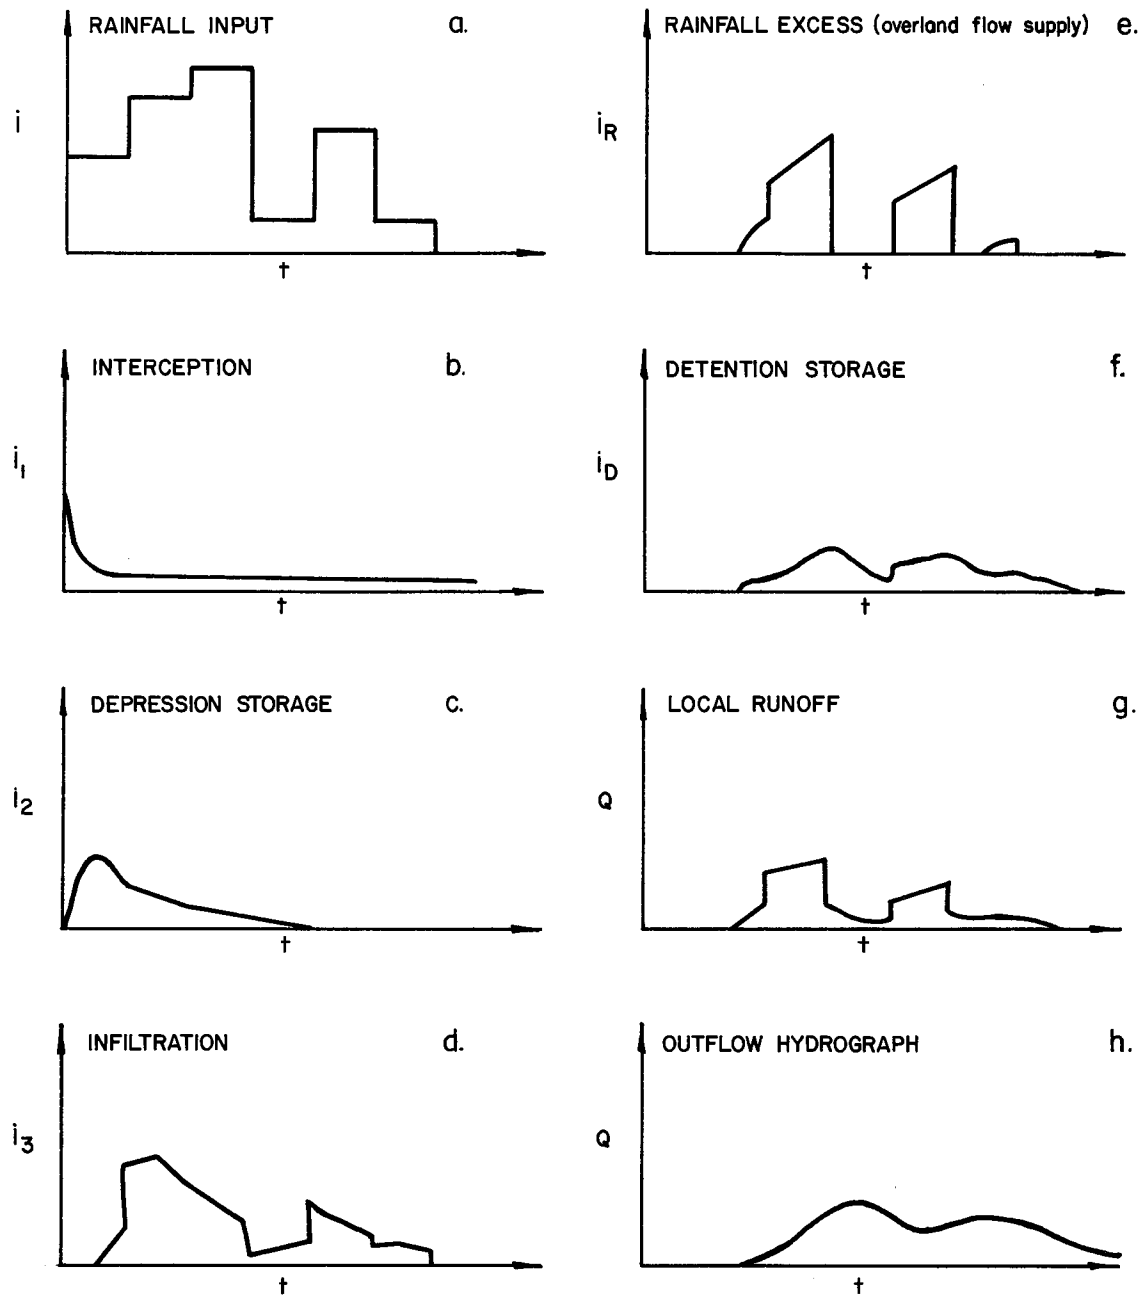 RAINFALL INPUT a.
i
t
INTERCEPTION b.
i1
t
DEPRESSION STORAGE c.
i2
t
INFILTRATION d.
i3
t
RAINFALL EXCESS (overland flow supply) e.
iR
t
DETENTION STORAGE f.
iD
t
LOCAL RUNOFF g.
Q
t
OUTFLOW HYDROGRAPH h.
Q
t